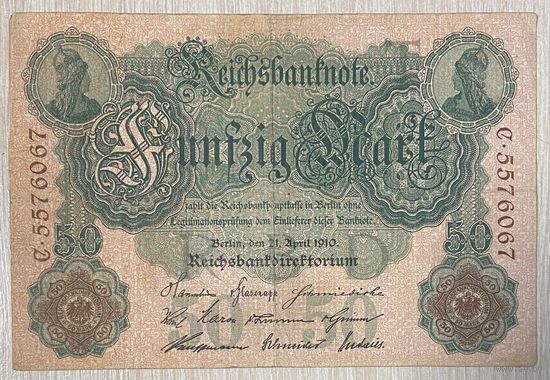 Reichsbanknote.
Fünfzig Mark
zahlt die Reichsbankhauptkasse in Berlin ohne
Legitimationsprüfung dem Einlieferer dieser Banknote.
Berlin, den 21. April 1910.
Reichsbankdirektorium
C·5576067
C·5576067
50
50
Schneider